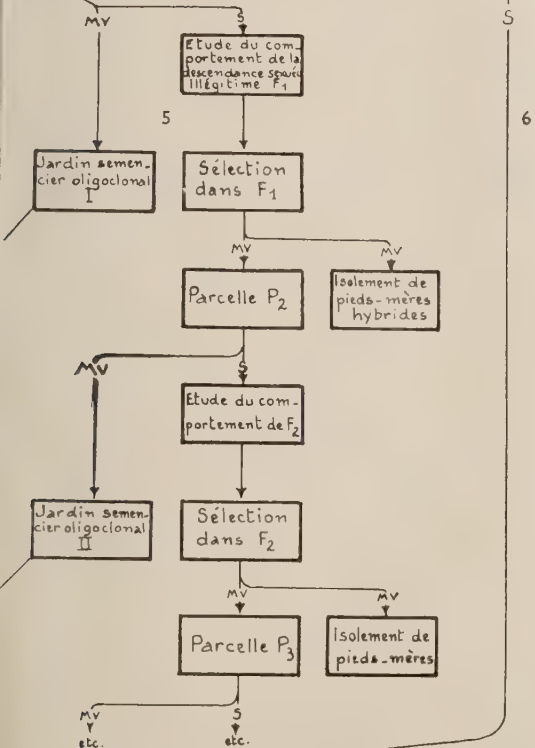 MV
S
S
Etude du com-
portement de la
descendance sexuée
Illégitime F₁
5
6
Jardin semen-
cier oligoclonal
I
Sélection
dans F₁
MV
MV
Parcelle P₂
Isolement de
pieds-mères
hybrides
MV
S
Etude du com-
portement de F₂
Jardin semen-
cier oligoclonal
II
Sélection
dans F₂
MV
MV
Parcelle P₃
Isolement de
pieds-mères
MV
S
etc.
etc.